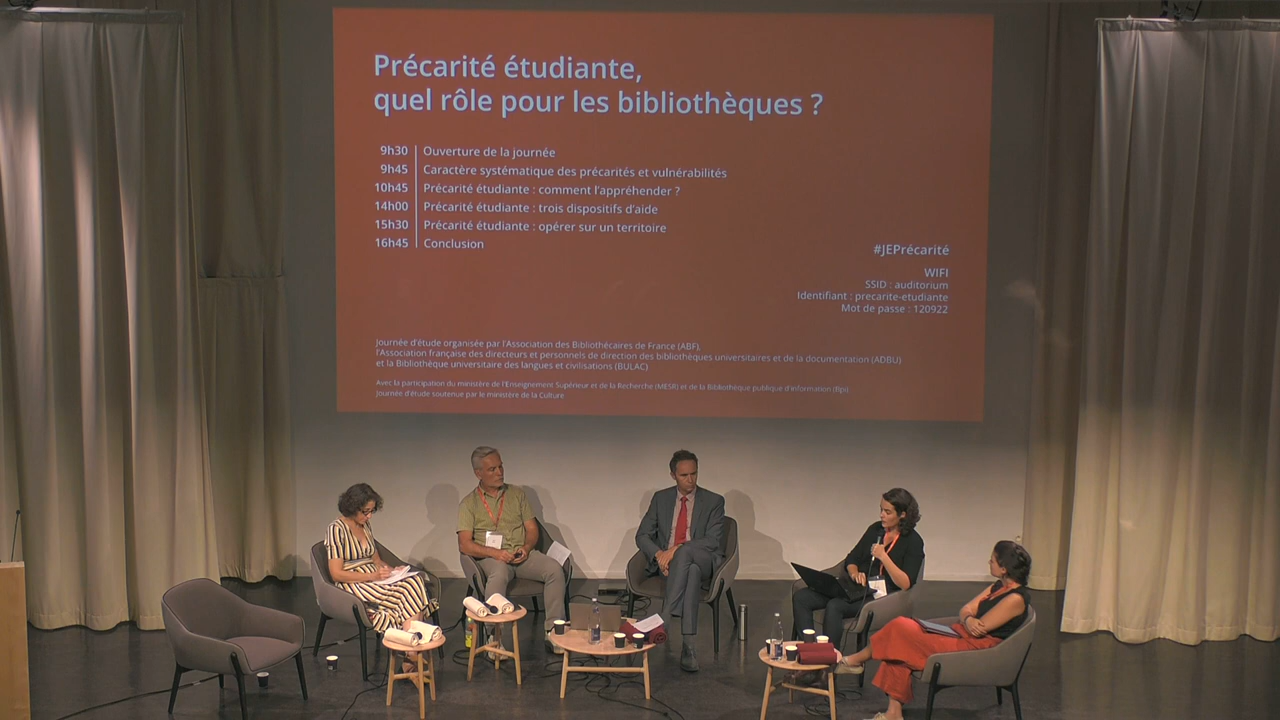 Précarité étudiante,
quel rôle pour les bibliothèques ?
9h30 Ouverture de la journée
9h45 Caractère systématique des précarités et vulnérabilités
10h45 Précarité étudiante : comment l'appréhender ?
14h00 Précarité étudiante : trois dispositifs d'aide
15h30 Précarité étudiante : opérer sur un territoire
16h45 Conclusion
#JEPrécarité
WIFI
SSID : auditorium
Identifiant : precarite-etudiante
Mot de passe : 120922
Journée d'étude organisée par l'Association des Bibliothécaires de France (ABF),
l'Association française des directeurs et personnels de direction des bibliothèques universitaires et de la documentation (ADBU)
et la Bibliothèque universitaire des langues et civilisations (BULAC)
Avec la participation du ministère de l'Enseignement Supérieur et de la Recherche (MESR) et de la Bibliothèque publique d'information (Bpi)
Journée d'étude soutenue par le ministère de la Culture